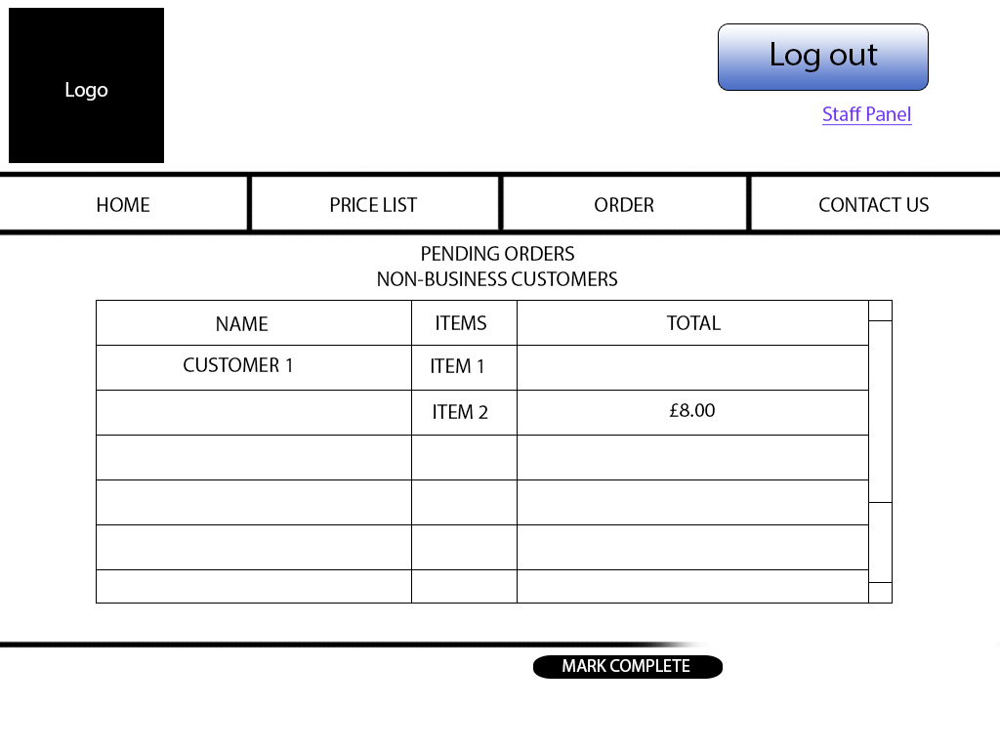 Logo
Log out
Staff Panel
HOME PRICE LIST ORDER CONTACT US
PENDING ORDERS
NON-BUSINESS CUSTOMERS
NAME ITEMS TOTAL
CUSTOMER 1 ITEM 1
ITEM 2 £8.00
MARK COMPLETE